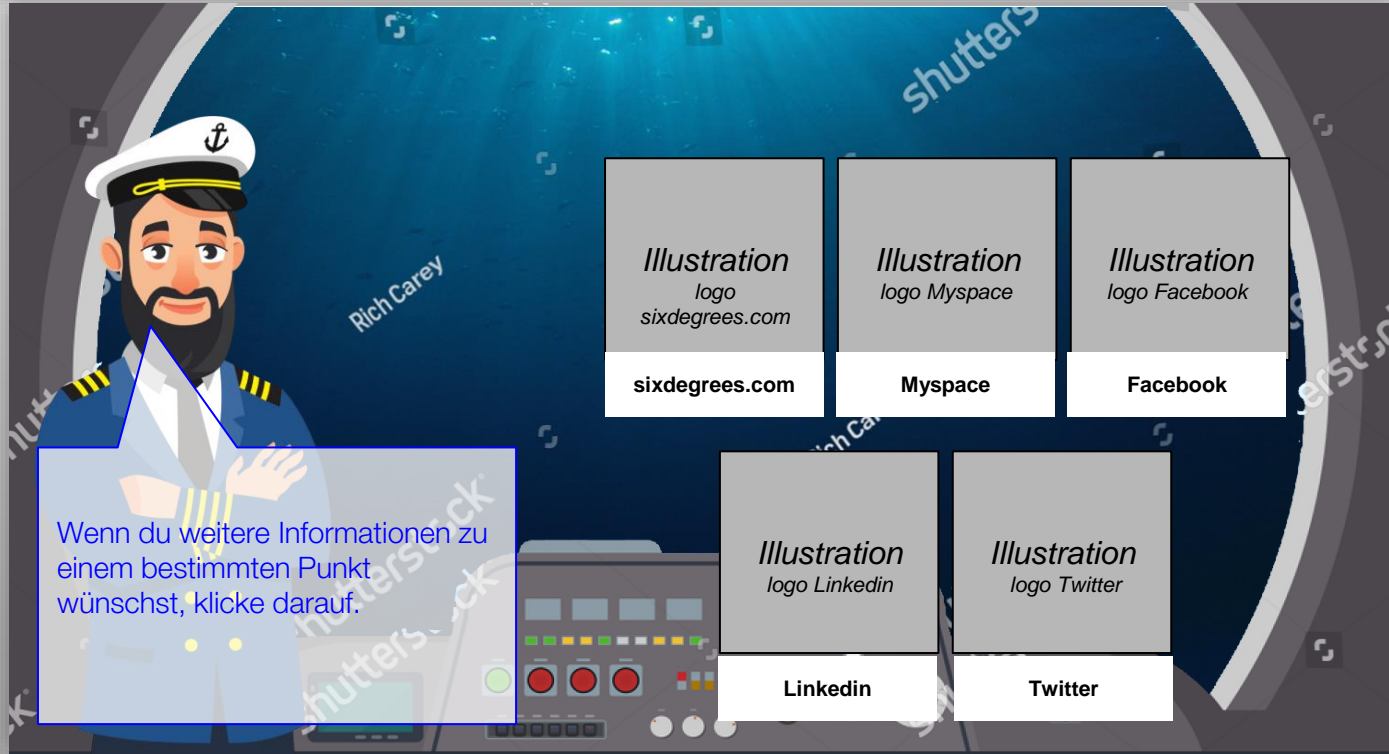 shutters
Rich Carey
Illustration
logo
sixdegrees.com
Illustration
logo Myspace
Illustration
logo Facebook
sixdegrees.com
Myspace
Facebook
Wenn du weitere Informationen zu
einem bestimmten Punkt
wünschst, klicke darauf.
shutterstock
Illustration
logo Linkedin
Illustration
logo Twitter
Linkedin
Twitter